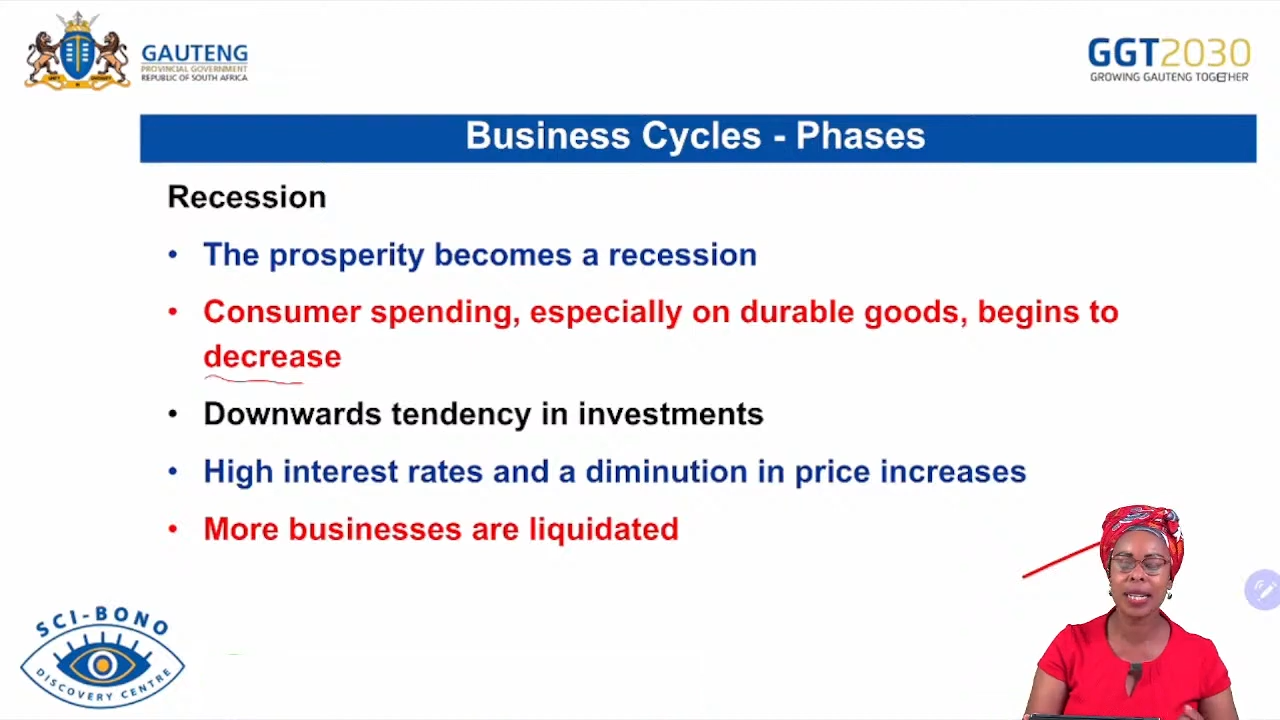 GAUTENG
PROVINCIAL GOVERNMENT
REPUBLIC OF SOUTH AFRICA
GGT2030
GROWING GAUTENG TOGETHER
Business Cycles - Phases
Recession
• The prosperity becomes a recession
• Consumer spending, especially on durable goods, begins to
decrease
• Downwards tendency in investments
• High interest rates and a diminution in price increases
• More businesses are liquidated
SCI-BONO
DISCOVERY CENTRE